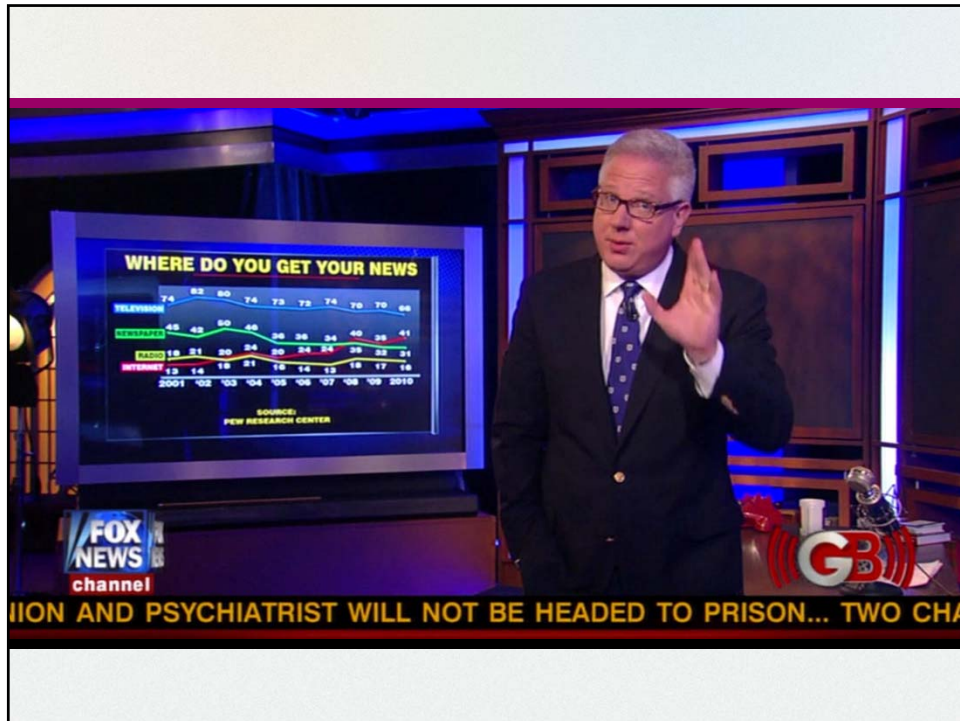 WHERE DO YOU GET YOUR NEWS
74 82 80 74 73 72 74 70 70 66
TELEVISION
NEWSPAPER 45 42 50 46 36 36 34 40 35 41
RADIO 18 21 20 24 20 24 24 35 32 31
INTERNET 13 14 18 21 16 14 13 18 17 16
2001 '02 '03 '04 '05 '06 '07 '08 '09 2010
SOURCE:
PEW RESEARCH CENTER
FOX
NEWS
channel
GB
NION AND PSYCHIATRIST WILL NOT BE HEADED TO PRISON... TWO CHA